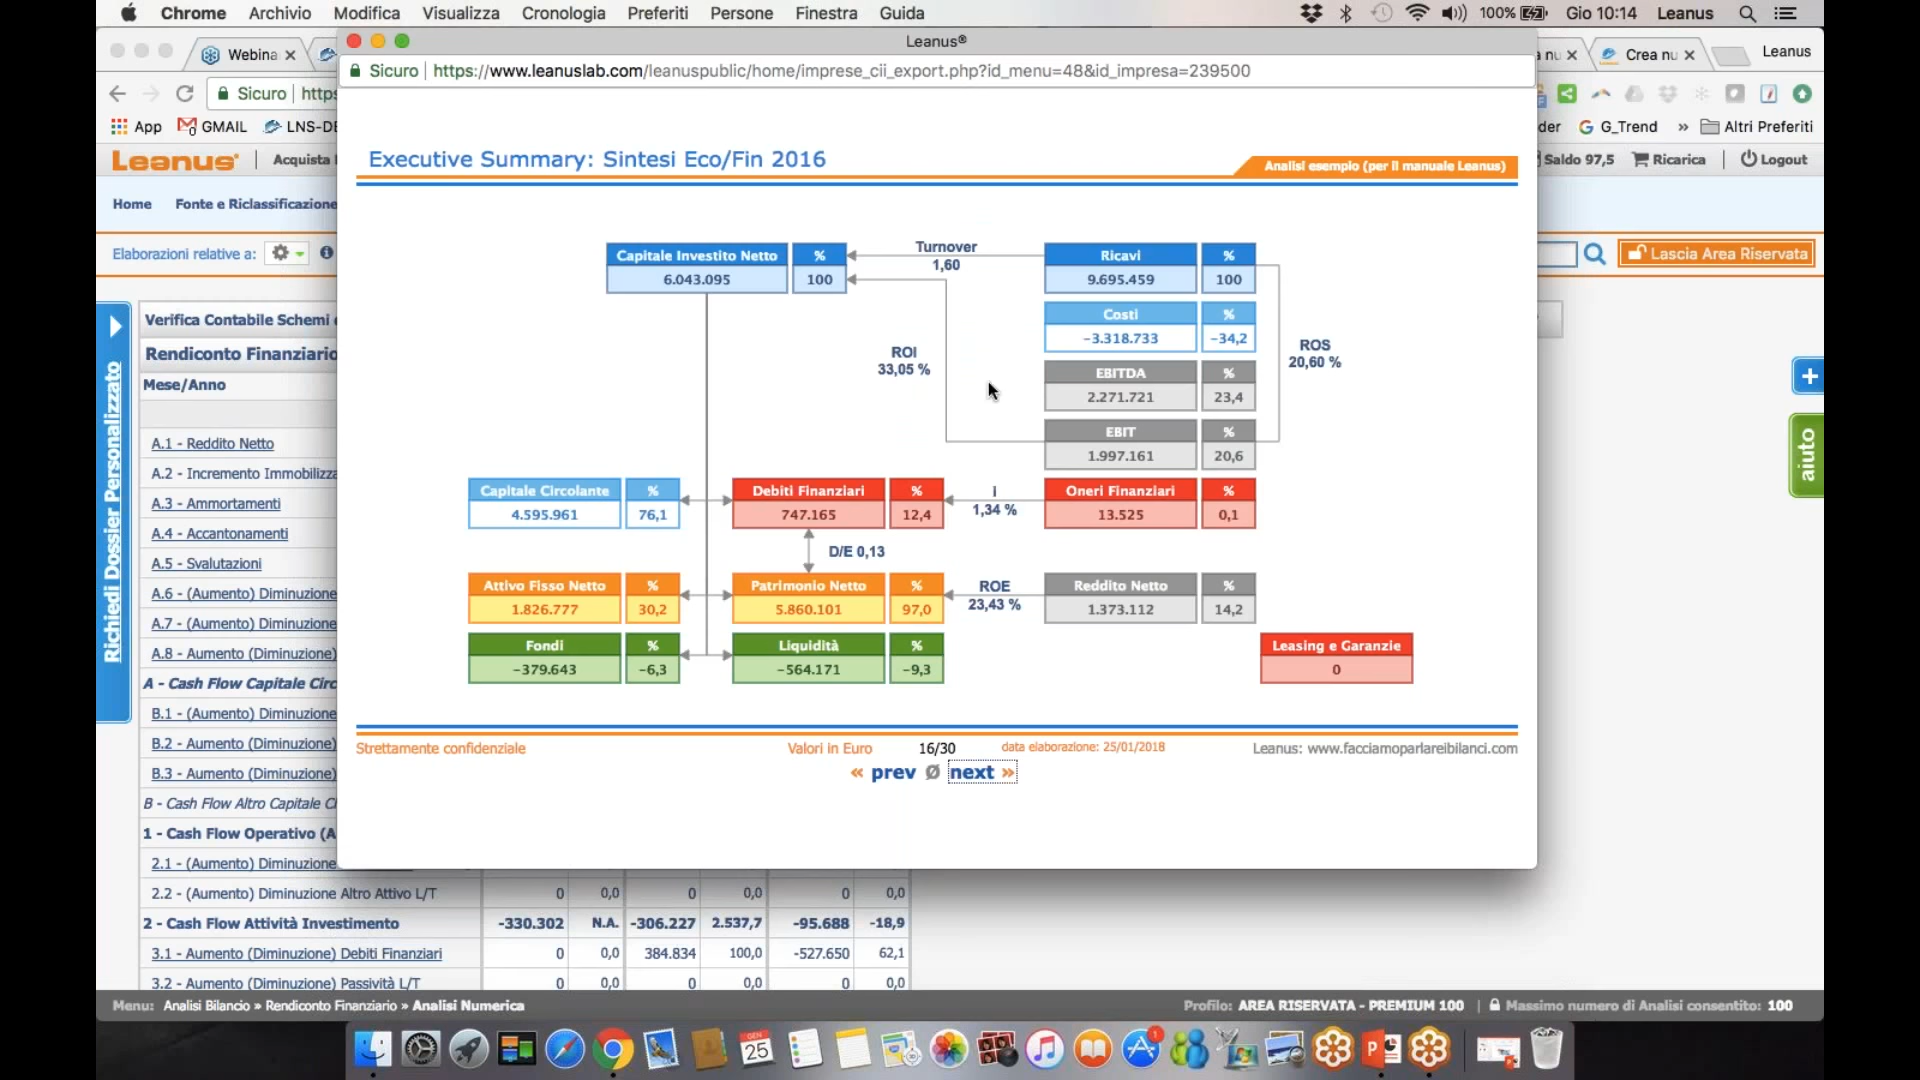 Chrome Archivio Modifica Visualizza Cronologia Preferiti Persone Finestra Guida 100% Gio 10:14 Leanus
Leanus®
Webina
a nu
Crea nu
Leanus
Sicuro | https://www.leanuslab.com/leanuspublic/home/imprese_cii_export.php?id_menu=48&id_impresa=239500
Sicuro | https
App GMAIL LNS-DE
der G_Trend » Altri Preferiti
Leanus® Acquista
Saldo 97,5 Ricarica Logout
Executive Summary: Sintesi Eco/Fin 2016
Analisi esempio (per il manuale Leanus)
Home Fonte e Riclassificazione
Elaborazioni relative a:
Lascia Area Riservata
Richiedi Dossier Personalizzato
aiuto
Capitale Investito Netto %
6.043.095 100
Turnover
1,60
Ricavi %
9.695.459 100
Costi %
-3.318.733 -34,2
ROI
33,05 %
ROS
20,60 %
EBITDA %
2.271.721 23,4
EBIT %
1.997.161 20,6
Capitale Circolante %
4.595.961 76,1
Debiti Finanziari %
747.165 12,4
I
1,34 %
Oneri Finanziari %
13.525 0,1
D/E 0,13
Attivo Fisso Netto %
1.826.777 30,2
Patrimonio Netto %
5.860.101 97,0
ROE
23,43 %
Reddito Netto %
1.373.112 14,2
Fondi %
-379.643 -6,3
Liquidità %
-564.171 -9,3
Leasing e Garanzie
0
Strettamente confidenziale Valori in Euro 16/30 data elaborazione: 25/01/2018 Leanus: www.facciamoparlareibilanci.com
« prev Ø next »
Verifica Contabile Schemi
Rendiconto Finanziario
Mese/Anno
A.1 - Reddito Netto
A.2 - Incremento Immobilizza
A.3 - Ammortamenti
A.4 - Accantonamenti
A.5 - Svalutazioni
A.6 - (Aumento) Diminuzione
A.7 - (Aumento) Diminuzione
A.8 - Aumento (Diminuzione)
A - Cash Flow Capitale Circ
B.1 - (Aumento) Diminuzione
B.2 - Aumento (Diminuzione)
B.3 - Aumento (Diminuzione)
B - Cash Flow Altro Capitale C
1 - Cash Flow Operativo (A
2.1 - (Aumento) Diminuzione
2.2 - (Aumento) Diminuzione Altro Attivo L/T 0 0,0 0 0,0 0 0,0
2 - Cash Flow Attività Investimento -330.302 N.A. -306.227 2.537,7 -95.688 -18,9
3.1 - Aumento (Diminuzione) Debiti Finanziari 0 0,0 384.834 100,0 -527.650 62,1
3.2 - Aumento (Diminuzione) Passività L/T 0 0,0 0 0,0 0 0,0
Menu: Analisi Bilancio » Rendiconto Finanziario » Analisi Numerica Profilo: AREA RISERVATA - PREMIUM 100 | Massimo numero di Analisi consentito: 100
GEN
25
1